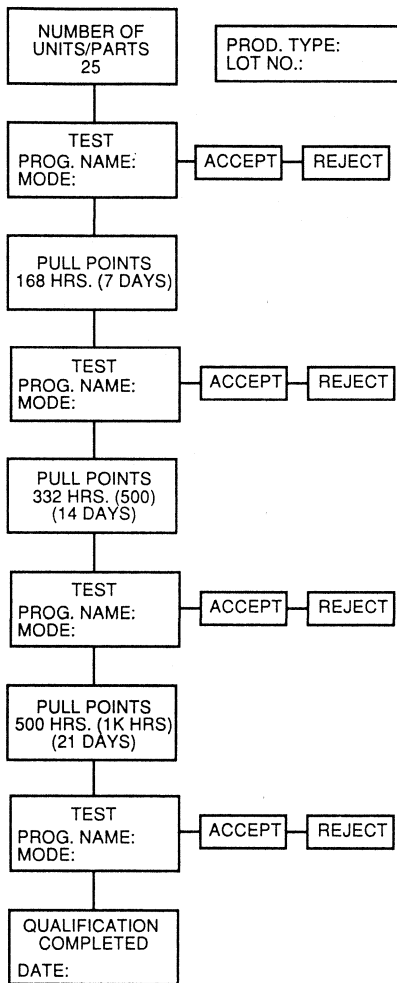 NUMBER OF
UNITS/PARTS
25
PROD. TYPE:
LOT NO.:
TEST
PROG. NAME:
MODE:
ACCEPT
REJECT
PULL POINTS
168 HRS. (7 DAYS)
TEST
PROG. NAME:
MODE:
ACCEPT
REJECT
PULL POINTS
332 HRS. (500)
(14 DAYS)
TEST
PROG. NAME:
MODE:
ACCEPT
REJECT
PULL POINTS
500 HRS. (1K HRS)
(21 DAYS)
TEST
PROG. NAME:
MODE:
ACCEPT
REJECT
QUALIFICATION
COMPLETED
DATE: